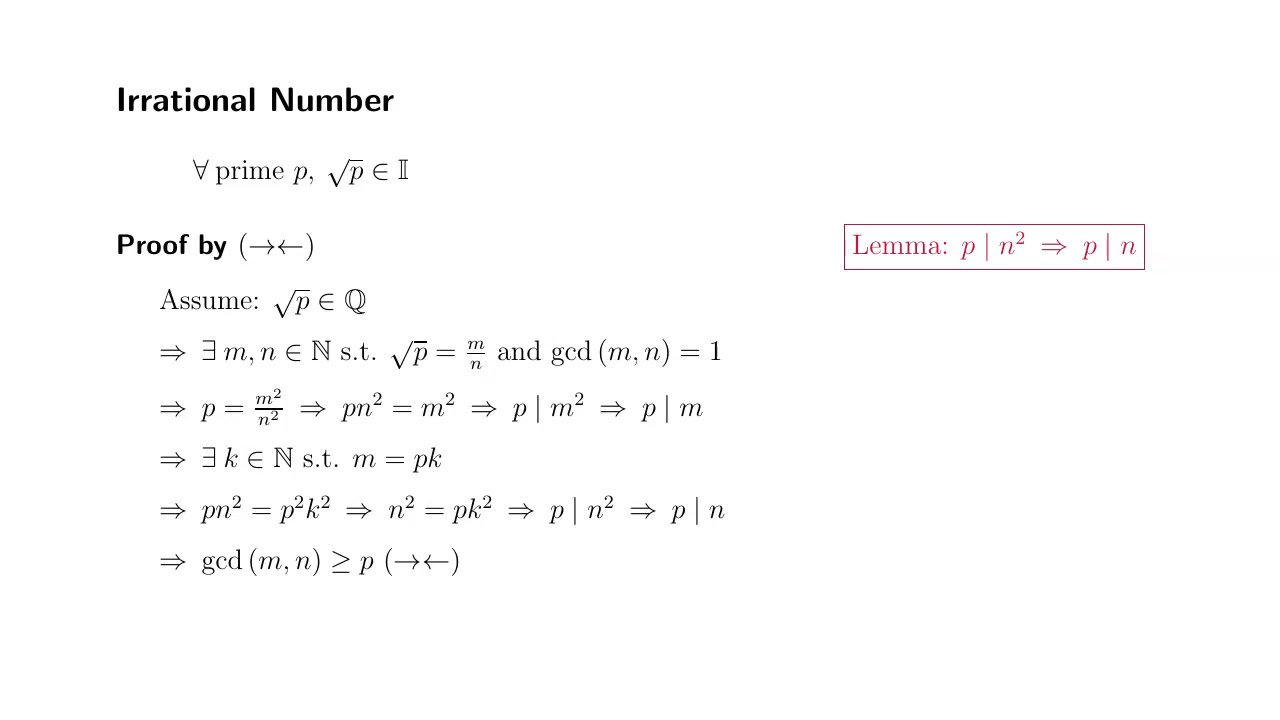 Irrational Number
∀ prime p, √p ∈ 𝕀
Proof by (→←)
Lemma: p | n² ⇒ p | n
Assume: √p ∈ ℚ
⇒ ∃ m, n ∈ ℕ s.t. √p = m/n and gcd (m, n) = 1
⇒ p = m²/n² ⇒ pn² = m² ⇒ p | m² ⇒ p | m
⇒ ∃ k ∈ ℕ s.t. m = pk
⇒ pn² = p²k² ⇒ n² = pk² ⇒ p | n² ⇒ p | n
⇒ gcd (m, n) ≥ p (→←)